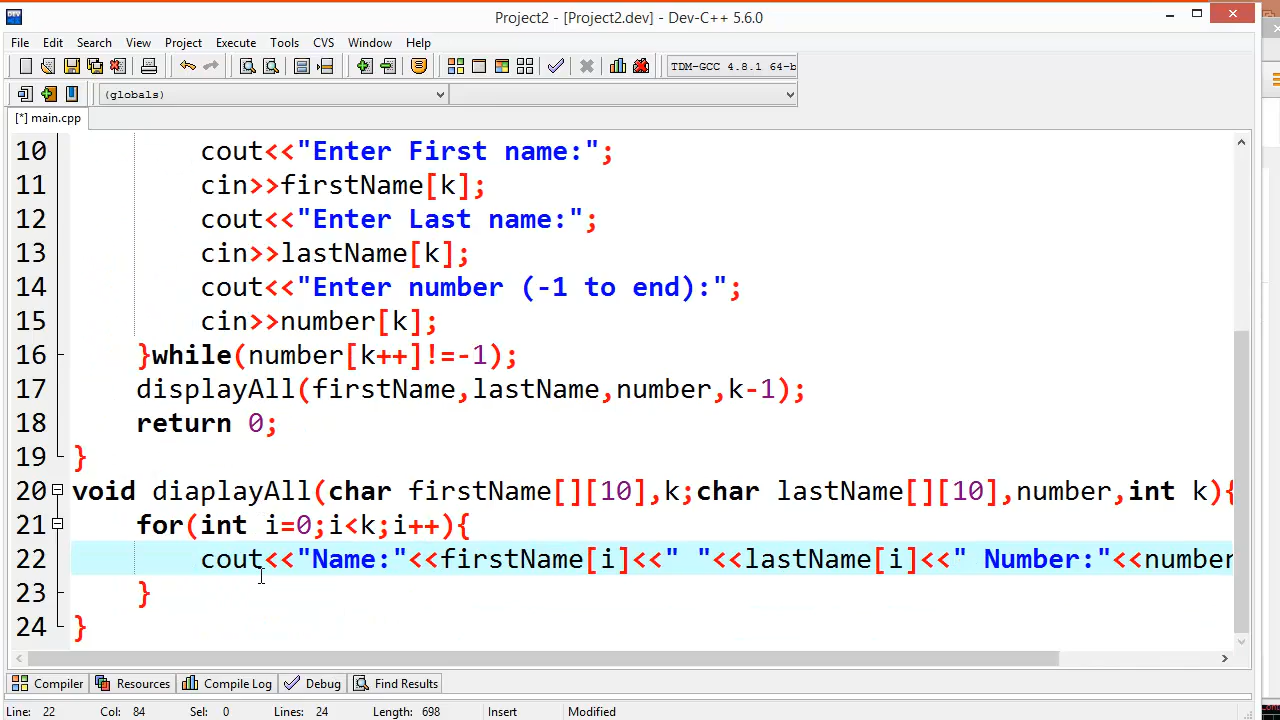 Project2 - [Project2.dev] - Dev-C++ 5.6.0
File Edit Search View Project Execute Tools CVS Window Help
TDM-GCC 4.8.1 64-b
(globals)
[*] main.cpp
10 cout<<"Enter First name:";
11 cin>>firstName[k];
12 cout<<"Enter Last name:";
13 cin>>lastName[k];
14 cout<<"Enter number (-1 to end):";
15 cin>>number[k];
16 }while(number[k++]!=-1);
17 displayAll(firstName,lastName,number,k-1);
18 return 0;
19 }
20 void diaplayAll(char firstName[][10],k;char lastName[][10],number,int k){
21 for(int i=0;i<k;i++){
22 cout<<"Name:"<<firstName[i]<<" "<<lastName[i]<<" Number:"<<number
23 }
24 }
Compiler Resources Compile Log Debug Find Results
Line: 22 Col: 84 Sel: 0 Lines: 24 Length: 698 Insert Modified